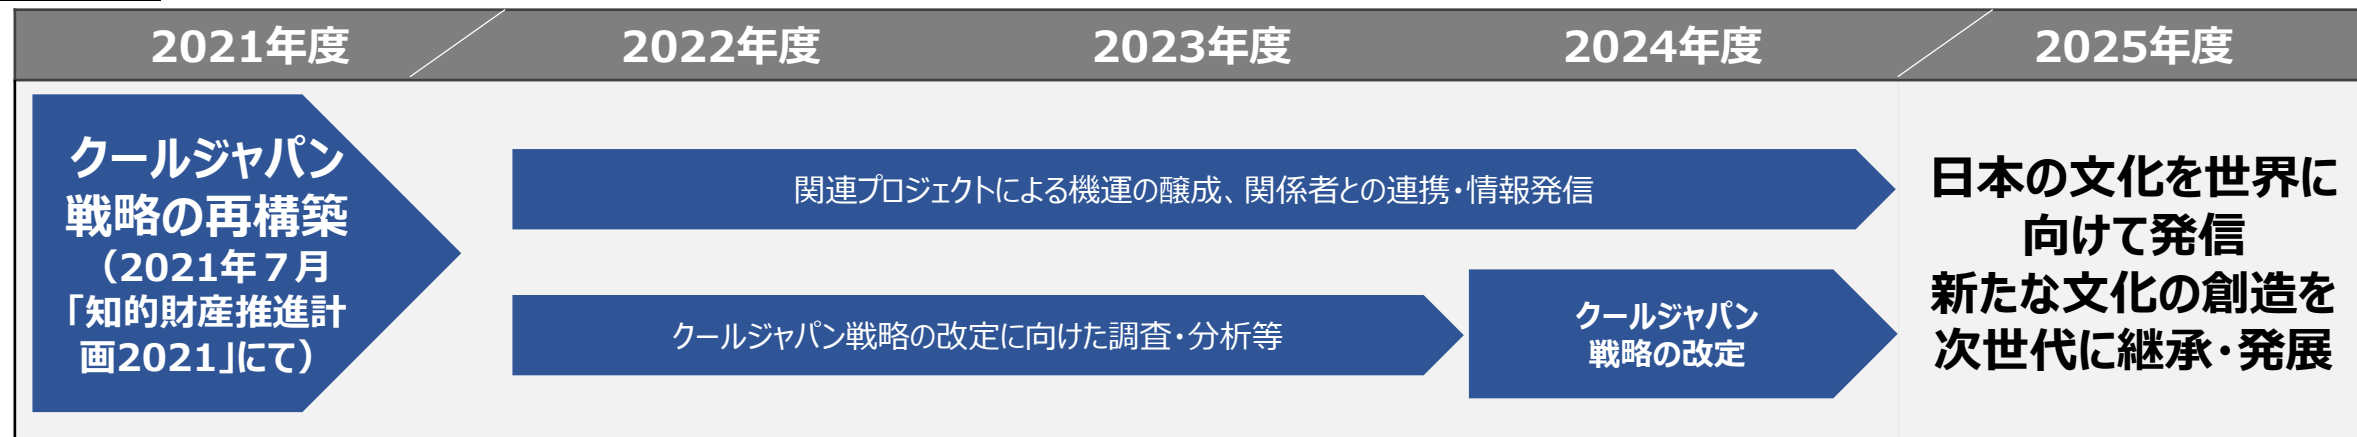 2021年度 2022年度 2023年度 2024年度 2025年度
クールジャパン
戦略の再構築
（2021年７月
「知的財産推進計
画2021」にて）
関連プロジェクトによる機運の醸成、関係者との連携・情報発信
クールジャパン戦略の改定に向けた調査・分析等
クールジャパン
戦略の改定
日本の文化を世界に
向けて発信
新たな文化の創造を
次世代に継承・発展